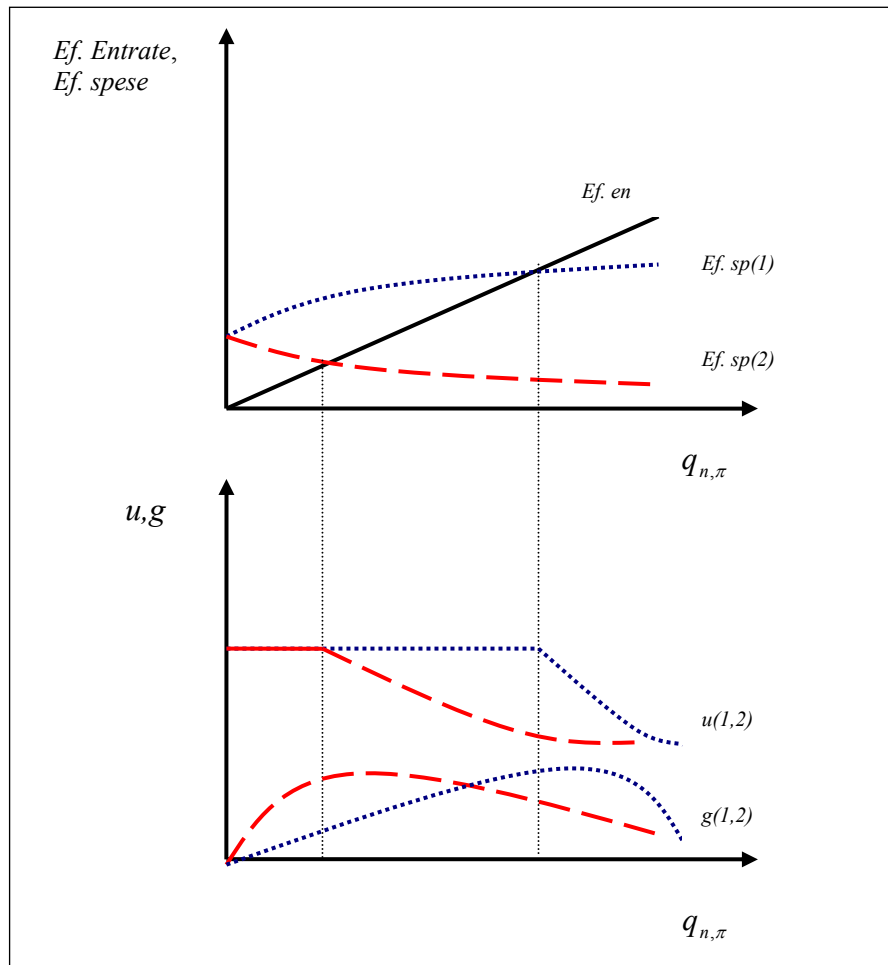 Ef. Entrate,
Ef. spese
Ef. en
Ef. sp(1)
Ef. sp(2)
q n,π
u,g
u(1,2)
g(1,2)
q n,π